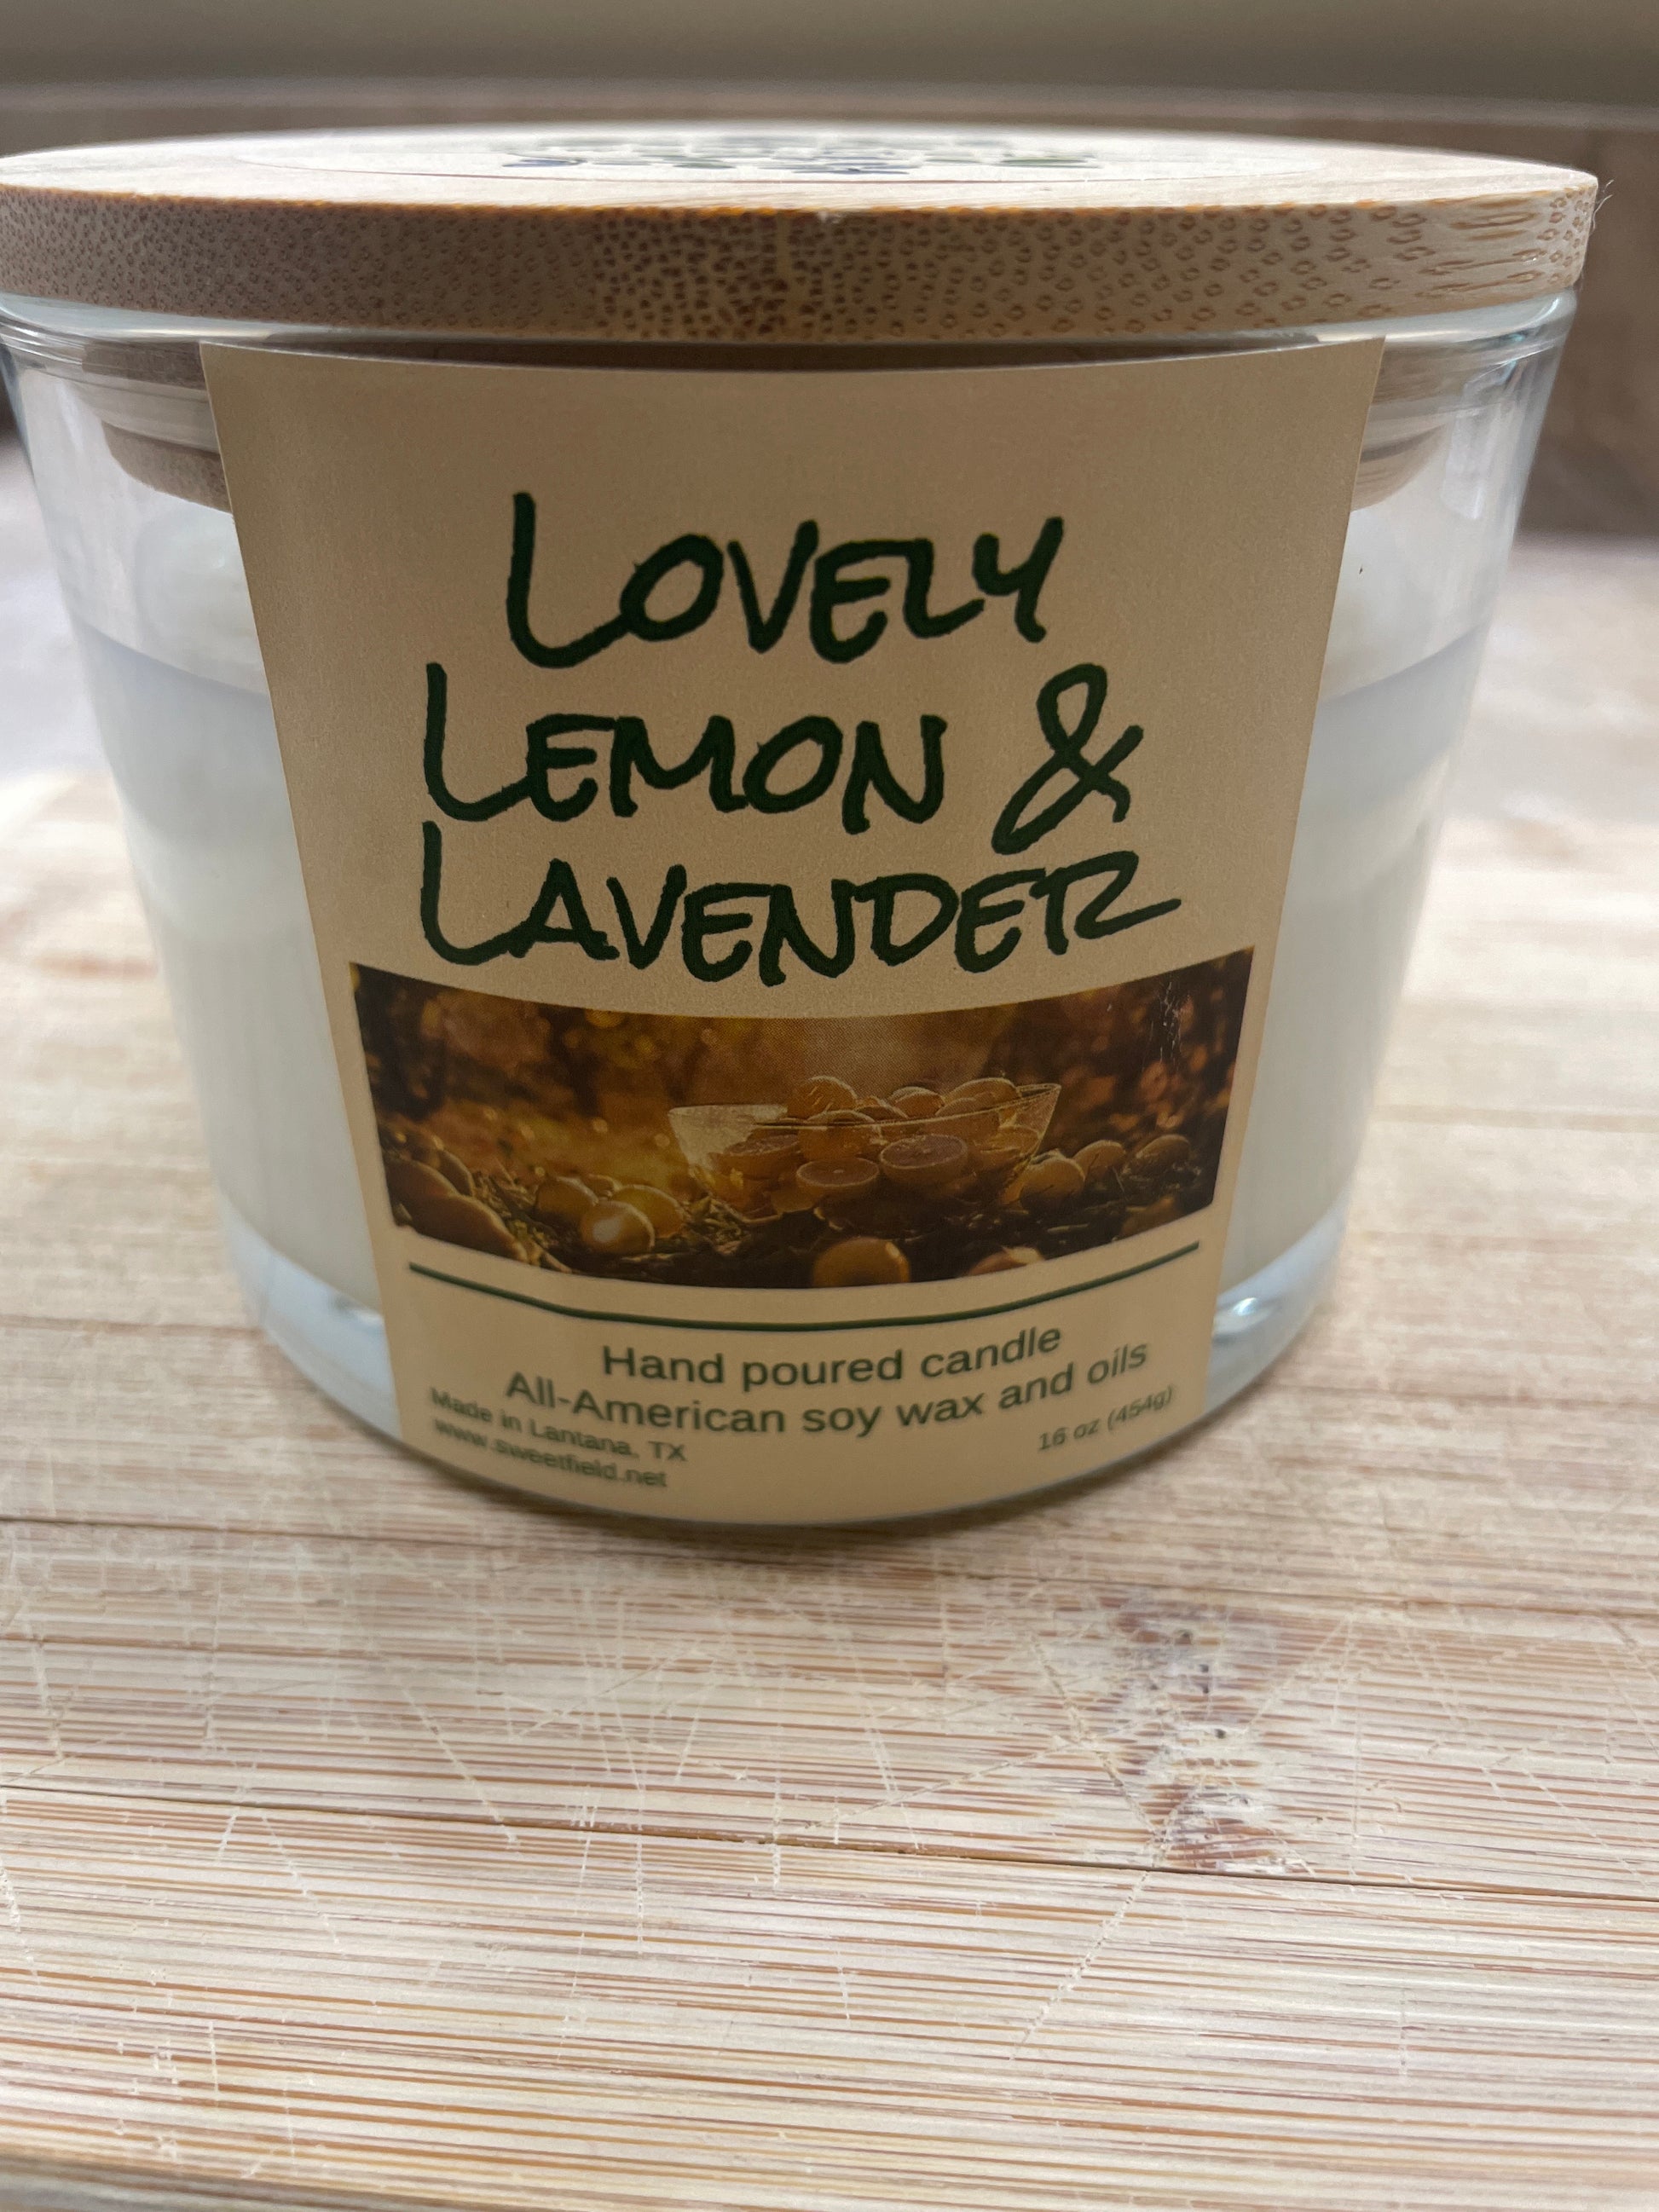 LOVELY
LEMON &
LAVENDER
Hand poured candle
All-American soy wax and oils
Made in Lantana, TX
www.sweetfield.net
16 oz (454g)